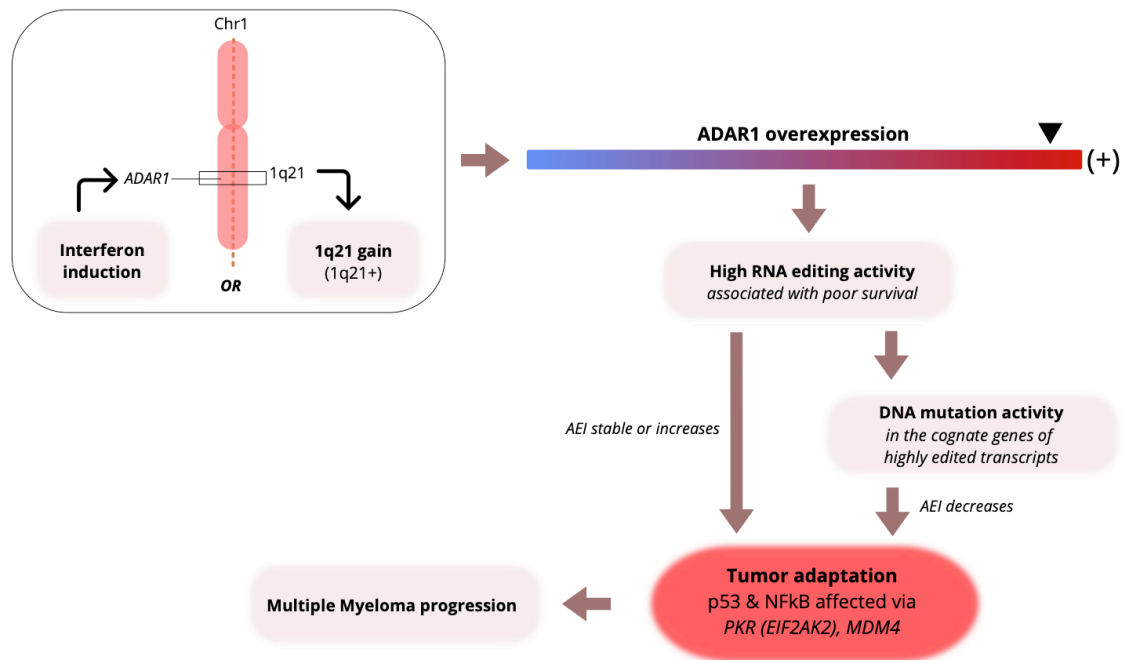 Chr1
ADAR1
1q21
Interferon
induction
1q21 gain
(1q21+)
OR
ADAR1 overexpression
(+)
High RNA editing activity
associated with poor survival
AEI stable or increases
DNA mutation activity
in the cognate genes of
highly edited transcripts
AEI decreases
Tumor adaptation
p53 & NFkB affected via
PKR (EIF2AK2), MDM4
Multiple Myeloma progression